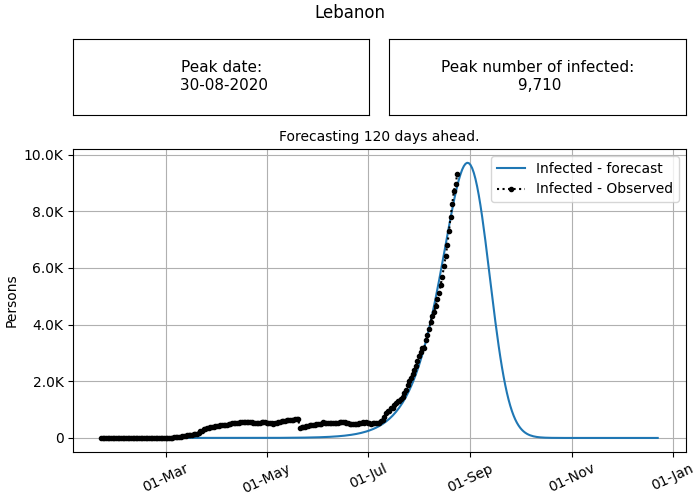 Lebanon
Peak date:
30-08-2020
Peak number of infected:
9,710
Forecasting 120 days ahead.
10.0K
8.0K
6.0K
4.0K
2.0K
0
Persons
Infected - forecast
Infected - Observed
01-Mar
01-May
01-Jul
01-Sep
01-Nov
01-Jan